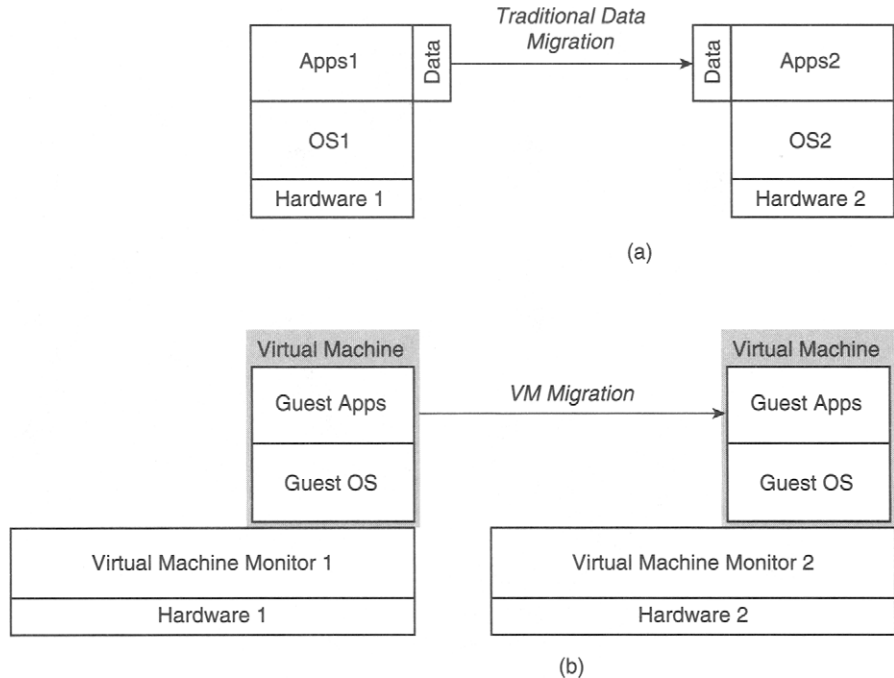 Traditional Data
Migration
Apps1
Data
Data
Apps2
OS1
OS2
Hardware 1
Hardware 2
(a)
Virtual Machine
Virtual Machine
Guest Apps
VM Migration
Guest Apps
Guest OS
Guest OS
Virtual Machine Monitor 1
Virtual Machine Monitor 2
Hardware 1
Hardware 2
(b)